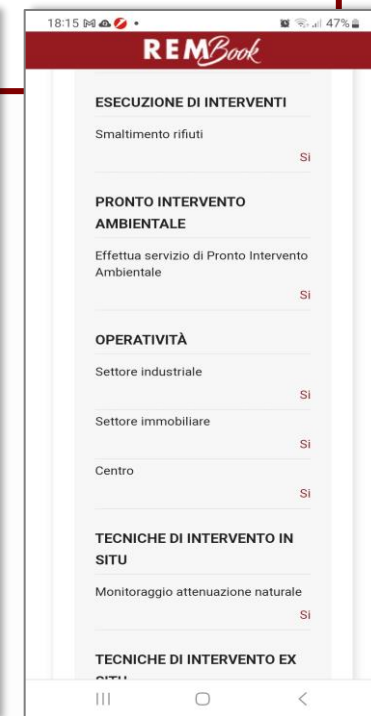 18:15
47%
REMBook
ESECUZIONE DI INTERVENTI
Smaltimento rifiuti
Si
PRONTO INTERVENTO
AMBIENTALE
Effettua servizio di Pronto Intervento
Ambientale
Si
OPERATIVITÀ
Settore industriale
Si
Settore immobiliare
Si
Centro
Si
TECNICHE DI INTERVENTO IN
SITU
Monitoraggio attenuazione naturale
Si
TECNICHE DI INTERVENTO EX